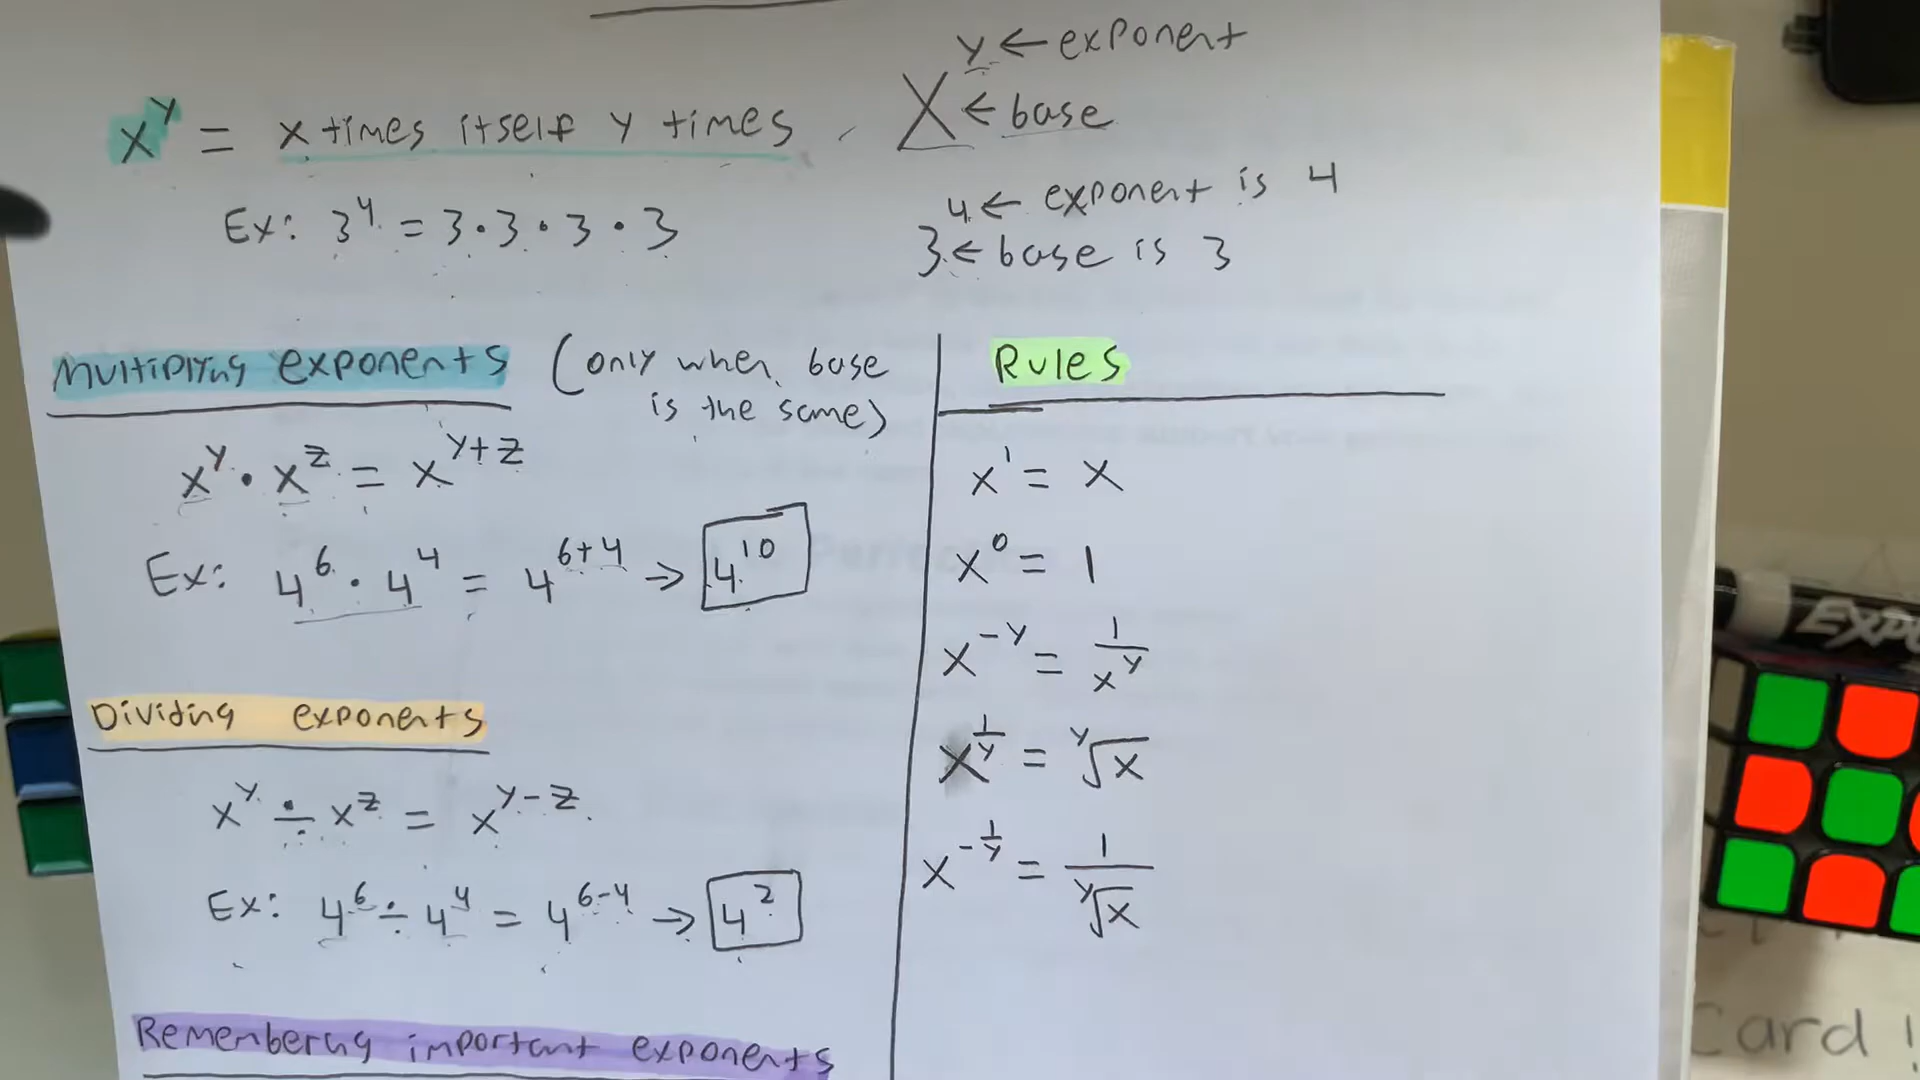 x^y = x times itself y times
y ← exponent
X ← base
Ex: 3^4 = 3·3·3·3
4 ← exponent is 4
3 ← base is 3
Multiplying exponents (only when base
is the same)
x^y · x^z = x^(y+z)
Ex: 4^6 · 4^4 = 4^(6+4) → 4^10
Dividing exponents
x^y ÷ x^z = x^(y-z)
Ex: 4^6 ÷ 4^4 = 4^(6-4) → 4^2
Remembering important exponents
Rules
x^1 = x
x^0 = 1
x^(-y) = 1/x^y
x^(1/y) = ^y√x
x^(-1/y) = 1/^y√x
EXPO
Card!